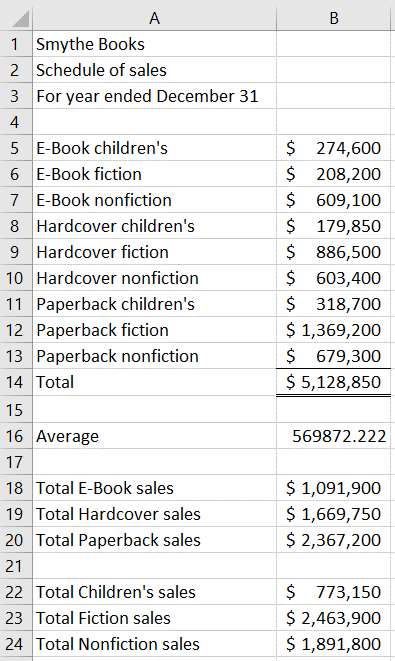 A B
1 Smythe Books
2 Schedule of sales
3 For year ended December 31
4
5 E-Book children's $ 274,600
6 E-Book fiction $ 208,200
7 E-Book nonfiction $ 609,100
8 Hardcover children's $ 179,850
9 Hardcover fiction $ 886,500
10 Hardcover nonfiction $ 603,400
11 Paperback children's $ 318,700
12 Paperback fiction $ 1,369,200
13 Paperback nonfiction $ 679,300
14 Total $ 5,128,850
15
16 Average 569872.222
17
18 Total E-Book sales $ 1,091,900
19 Total Hardcover sales $ 1,669,750
20 Total Paperback sales $ 2,367,200
21
22 Total Children's sales $ 773,150
23 Total Fiction sales $ 2,463,900
24 Total Nonfiction sales $ 1,891,800